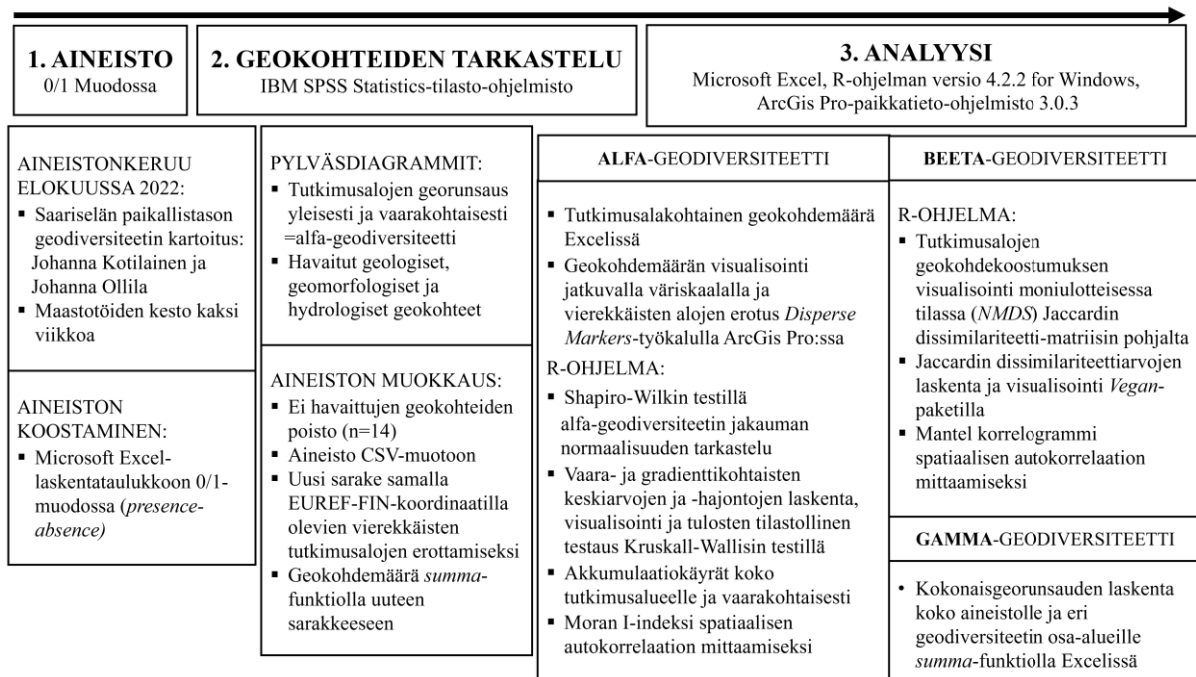 1. AINEISTO
0/1 Muodossa
2. GEOKOHTEIDEN TARKASTELU
IBM SPSS Statistics-tilasto-ohjelmisto
3. ANALYYSI
Microsoft Excel, R-ohjelman versio 4.2.2 for Windows,
ArcGis Pro-paikkatieto-ohjelmisto 3.0.3
AINEISTONKERUU
ELOKUUSSA 2022:
▪ Saariselän paikallistason
geodiversiteetin kartoitus:
Johanna Kotilainen ja
Johanna Ollila
▪ Maastotöiden kesto kaksi
viikkoa
AINEISTON
KOOSTAMINEN:
▪ Microsoft Excel-
laskentataulukkoon 0/1-
muodossa (presence-
absence)
PYLVÄSDIAGRAMMIT:
▪ Tutkimusalojen georunsaus
yleisesti ja vaarakohtaisesti
=alfa-geodiversiteetti
▪ Havaitut geologiset,
geomorfologiset ja
hydrologiset geokohteet
AINEISTON MUOKKAUS:
▪ Ei havaittujen geokohteiden
poisto (n=14)
▪ Aineisto CSV-muotoon
▪ Uusi sarake samalla
EUREF-FIN-koordinaatilla
olevien vierekkäisten
tutkimusalojen erottamiseksi
▪ Geokohdemäärä summa-
funktiolla uuteen
sarakkeeseen
ALFA-GEODIVERSITEETTI
▪ Tutkimusalakohtainen geokohdemäärä
Excelissä
▪ Geokohdemäärän visualisointi
jatkuvalla väriskaalalla ja
vierekkäisten alojen erotus Disperse
Markers-työkalulla ArcGis Pro:ssa
R-OHJELMA:
▪ Shapiro-Wilkin testillä
alfa-geodiversiteetin jakauman
normaalisuuden tarkastelu
▪ Vaara- ja gradienttikohtaisten
keskiarvojen ja -hajontojen laskenta,
visualisointi ja tulosten tilastollinen
testaus Kruskall-Wallisin testillä
▪ Akkumulaatiokäyrät koko
tutkimusalueelle ja vaarakohtaisesti
▪ Moran I-indeksi spatiaalisen
autokorrelaation mittaamiseksi
BEETA-GEODIVERSITEETTI
R-OHJELMA:
▪ Tutkimusalojen
geokohdekoostumuksen
visualisointi moniulotteisessa
tilassa (NMDS) Jaccardin
dissimilariteetti-matriisin pohjalta
▪ Jaccardin dissimilariteettiarvojen
laskenta ja visualisointi Vegan-
paketilla
▪ Mantel korrelogrammi
spatiaalisen autokorrelaation
mittaamiseksi
GAMMA-GEODIVERSITEETTI
• Kokonaisgeorunsauden laskenta
koko aineistolle ja eri
geodiversiteetin osa-alueille
summa-funktiolla Excelissä